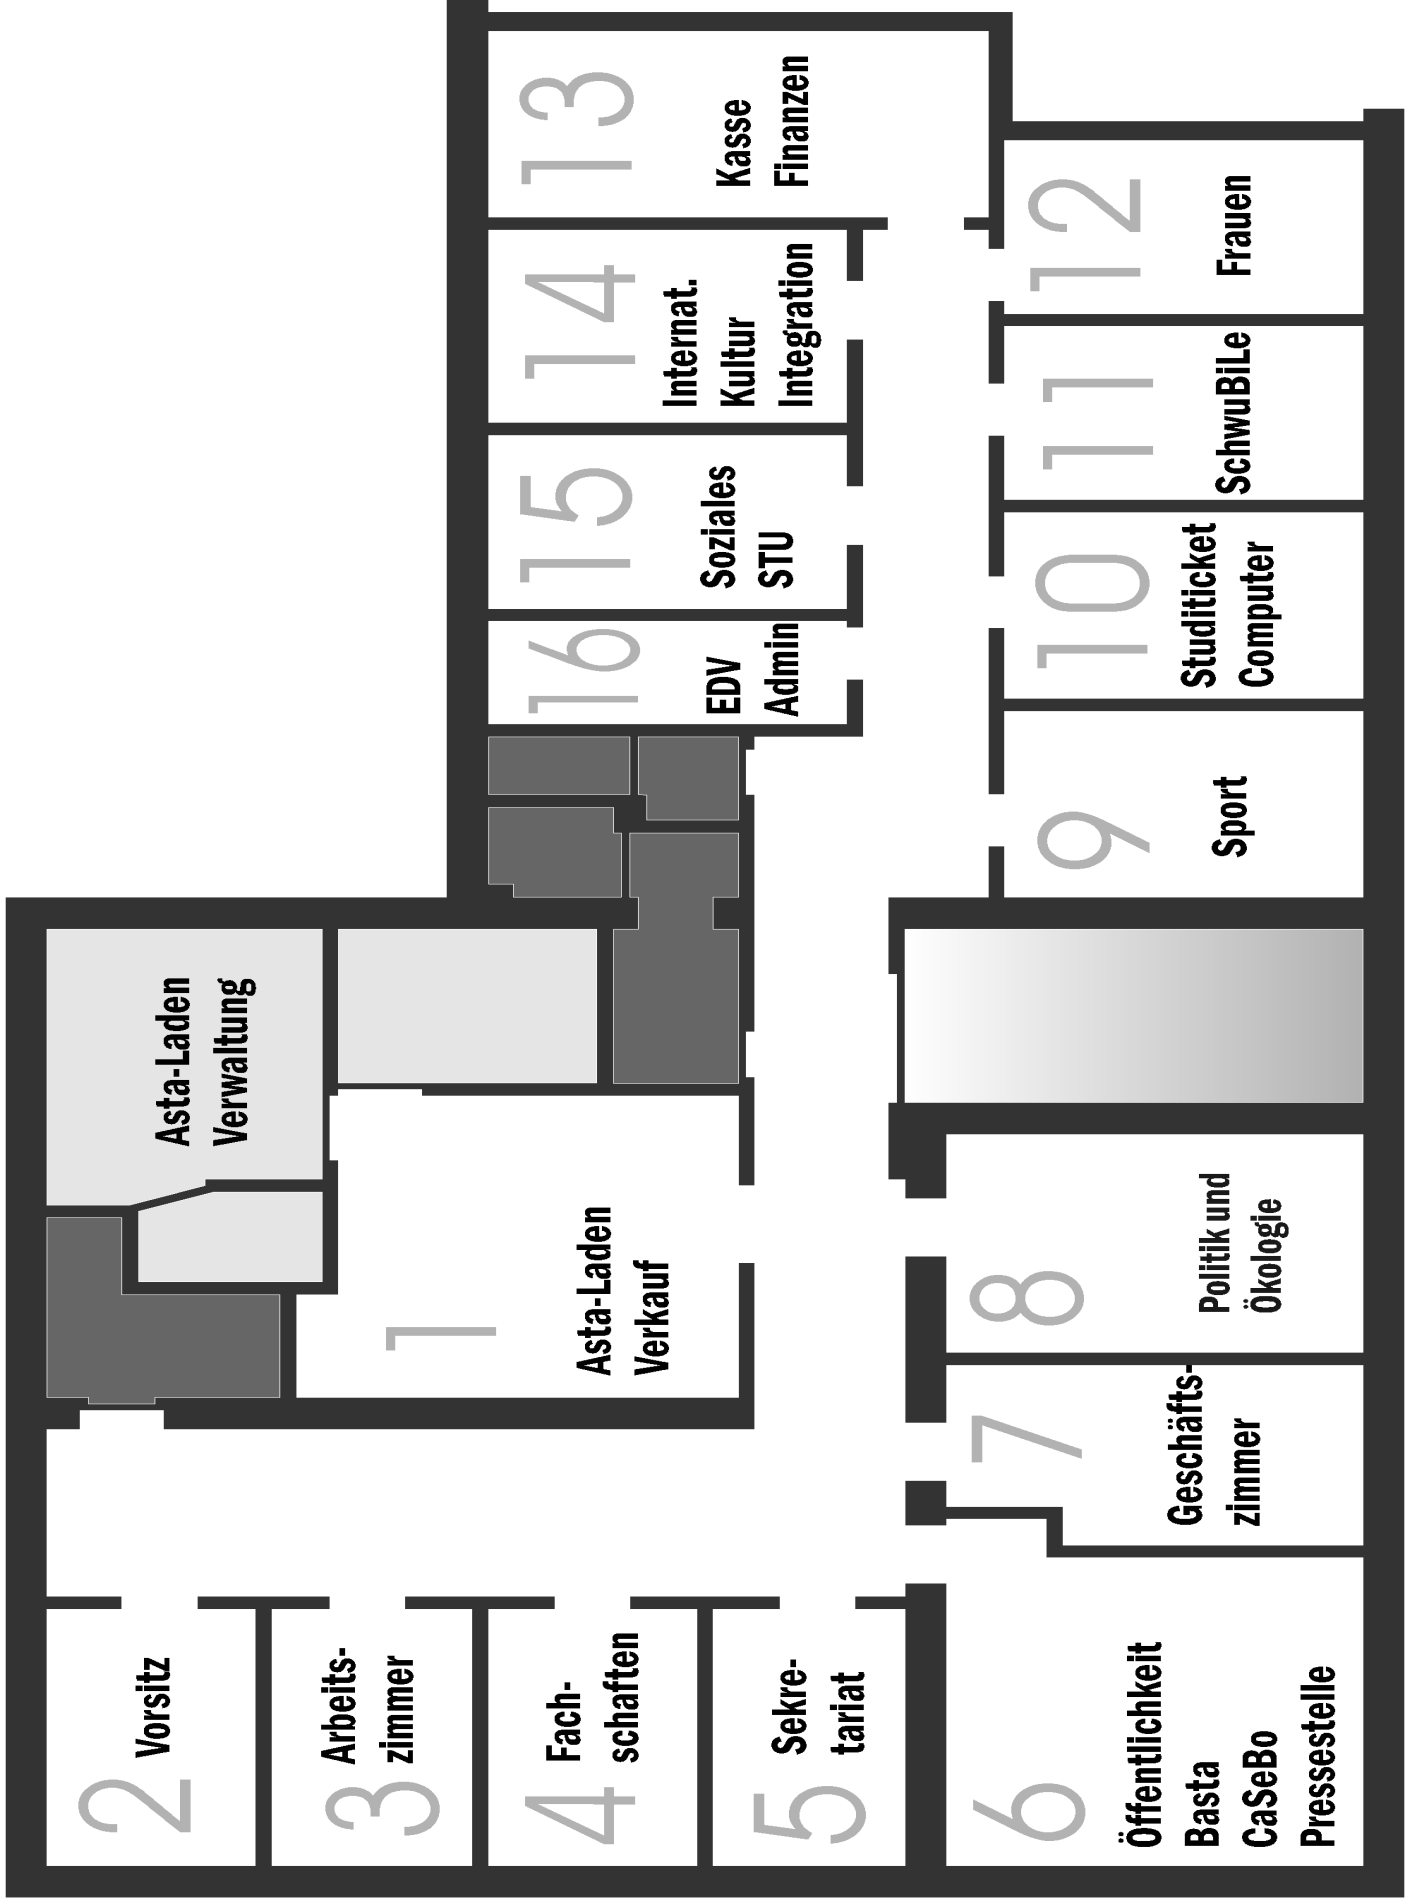 1
Asta-Laden
Verkauf
Asta-Laden
Verwaltung
2
Vorsitz
3
Arbeits-
zimmer
4
Fach-
schaften
5
Sekre-
tariat
6
Öffentlichkeit
Basta
CaSeBo
Pressestelle
7
Geschäfts-
zimmer
8
Politik und
Ökologie
9
Sport
10
Studiticket
Computer
11
SchwuBiLe
12
Frauen
13
Kasse
Finanzen
14
Internat.
Kultur
Integration
15
Soziales
STU
16
EDV
Admin